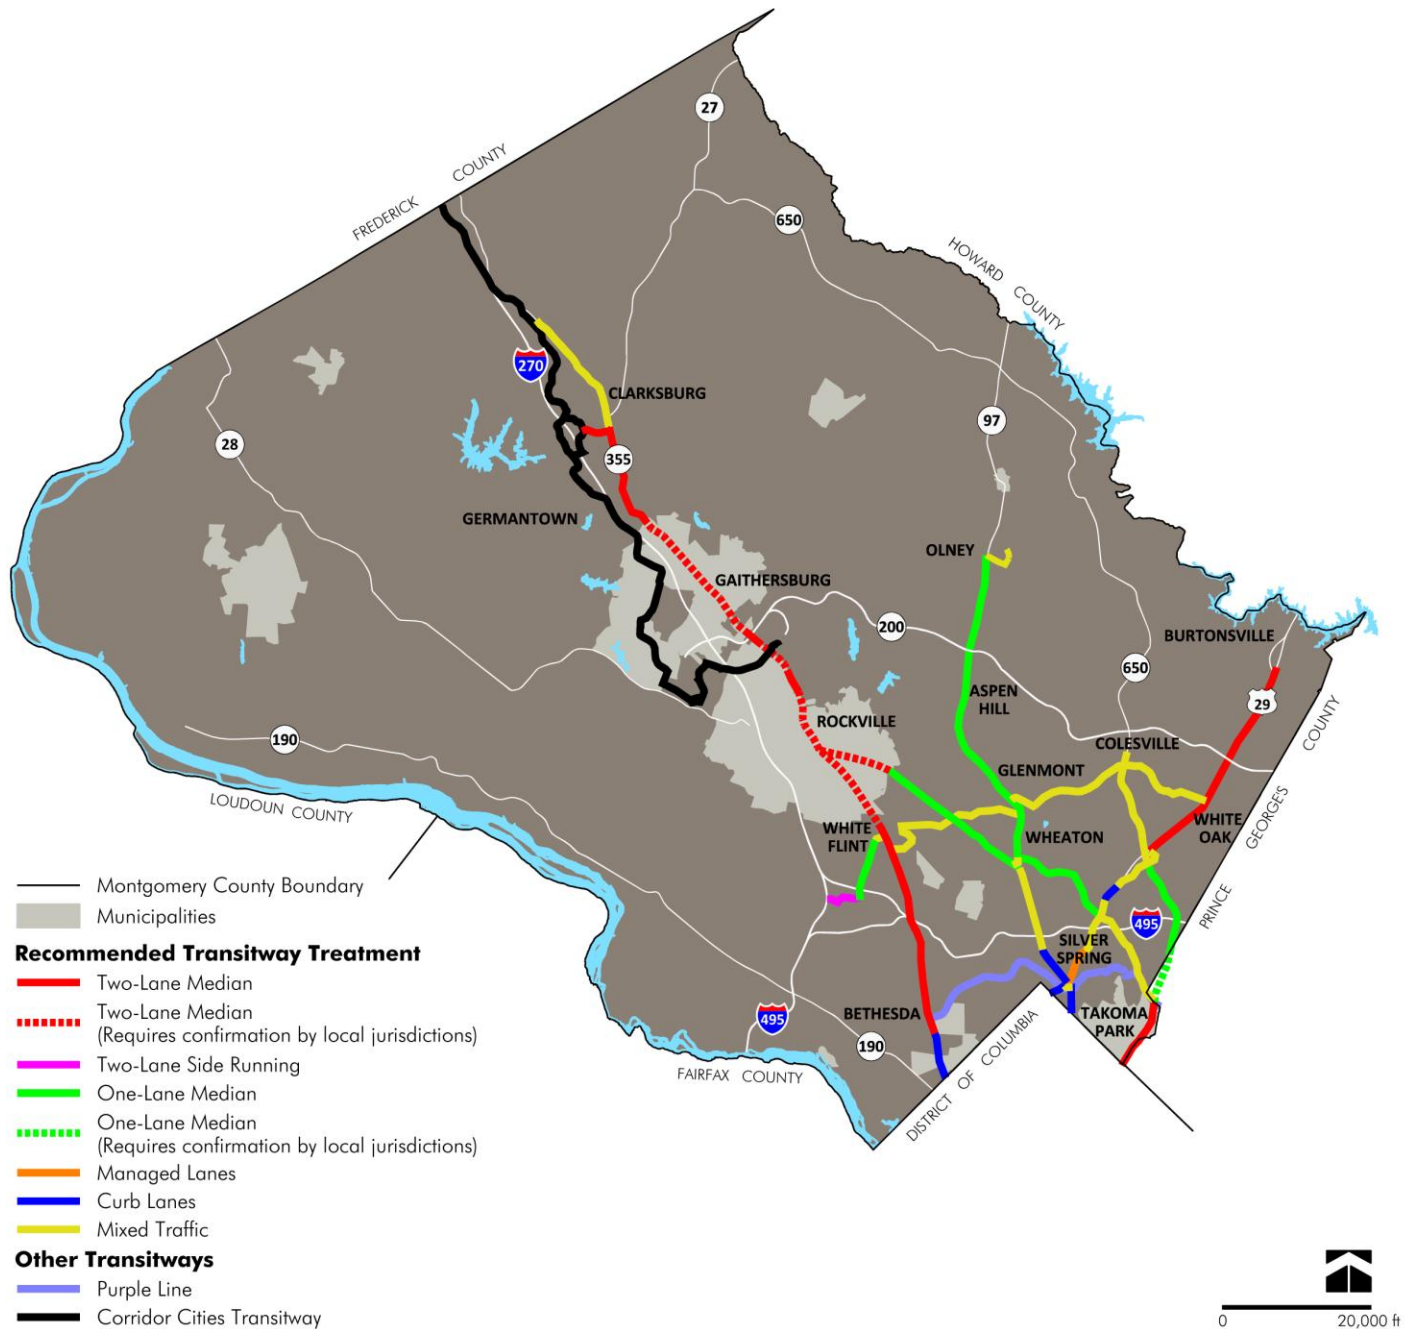 27
FREDERICK COUNTY
650
HOWARD COUNTY
270
CLARKSBURG
97
28
355
GERMANTOWN
OLNEY
GAITHERSBURG
200
BURTONSVILLE
650
ASPEN
HILL
29
ROCKVILLE
190
COLESVILLE
GLENMONT
PRINCE GEORGES COUNTY
LOUDOUN COUNTY
WHITE
FLINT
WHEATON
WHITE
OAK
495
SILVER
SPRING
BETHESDA
TAKOMA
PARK
495
190
FAIRFAX COUNTY
DISTRICT OF COLUMBIA
Montgomery County Boundary
Municipalities
Recommended Transitway Treatment
Two-Lane Median
Two-Lane Median
(Requires confirmation by local jurisdictions)
Two-Lane Side Running
One-Lane Median
One-Lane Median
(Requires confirmation by local jurisdictions)
Managed Lanes
Curb Lanes
Mixed Traffic
Other Transitways
Purple Line
Corridor Cities Transitway
0 20,000 ft